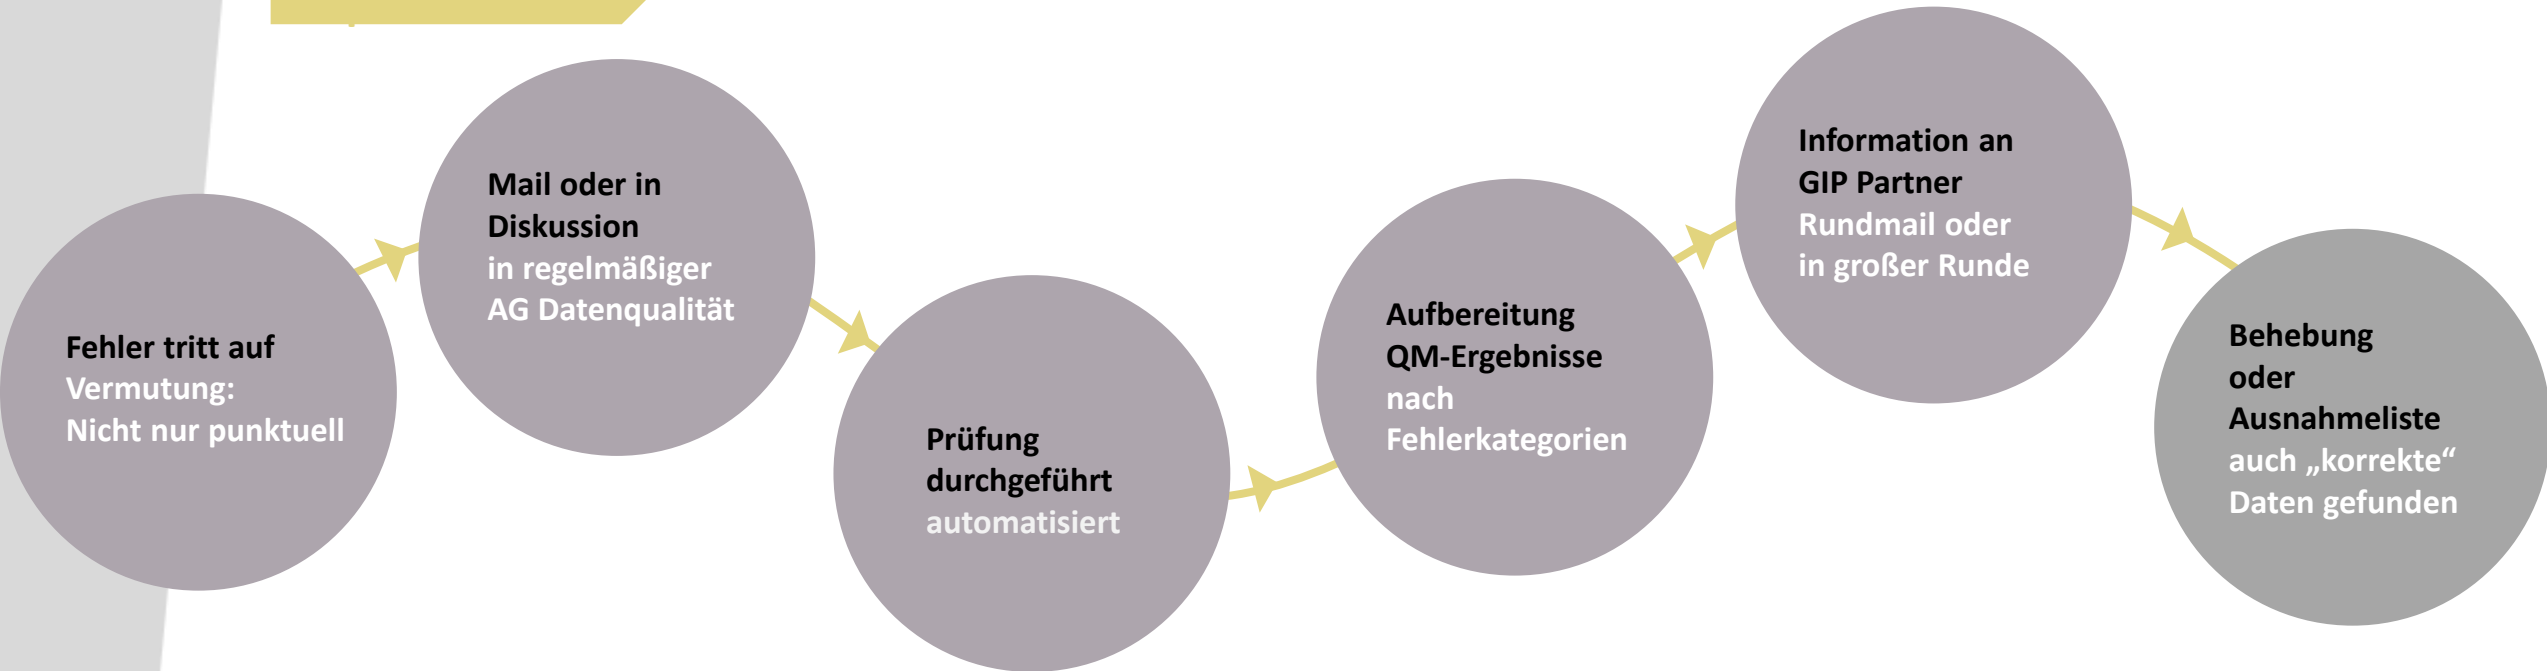 Fehler tritt auf
Vermutung:
Nicht nur punktuell
Mail oder in
Diskussion
in regelmäßiger
AG Datenqualität
Prüfung
durchgeführt
automatisiert
Aufbereitung
QM-Ergebnisse
nach
Fehlerkategorien
Information an
GIP Partner
Rundmail oder
in großer Runde
Behebung
oder
Ausnahmeliste
auch „korrekte“
Daten gefunden